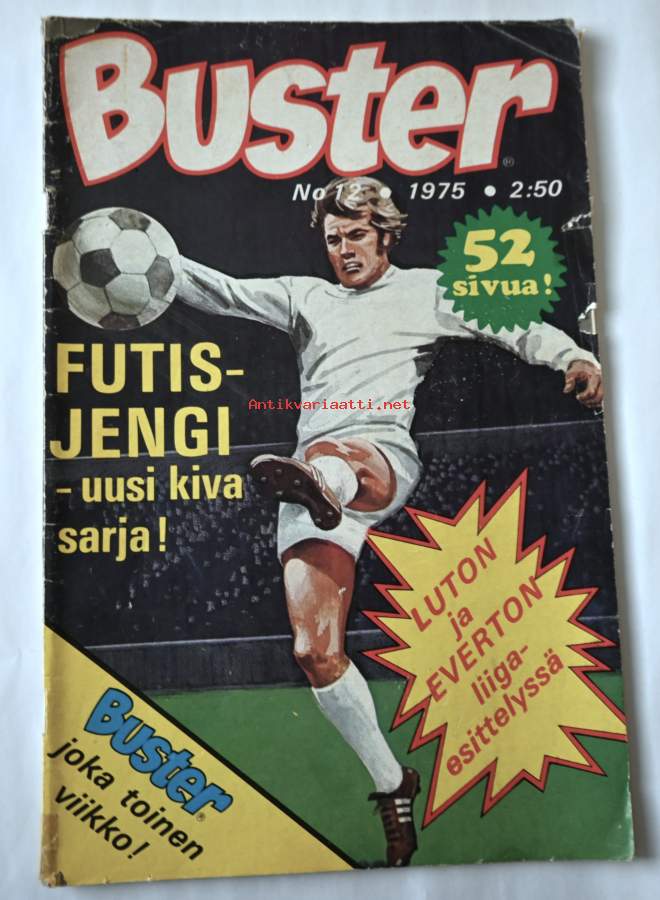 Buster®
No 12 • 1975 • 2:50
52
sivua!
FUTIS-
JENGI
- uusi kiva
sarja!
Antikvariaatti.net
LUTON
ja
EVERTON
liiga-
esittelyssä
Buster®
joka toinen
viikko!